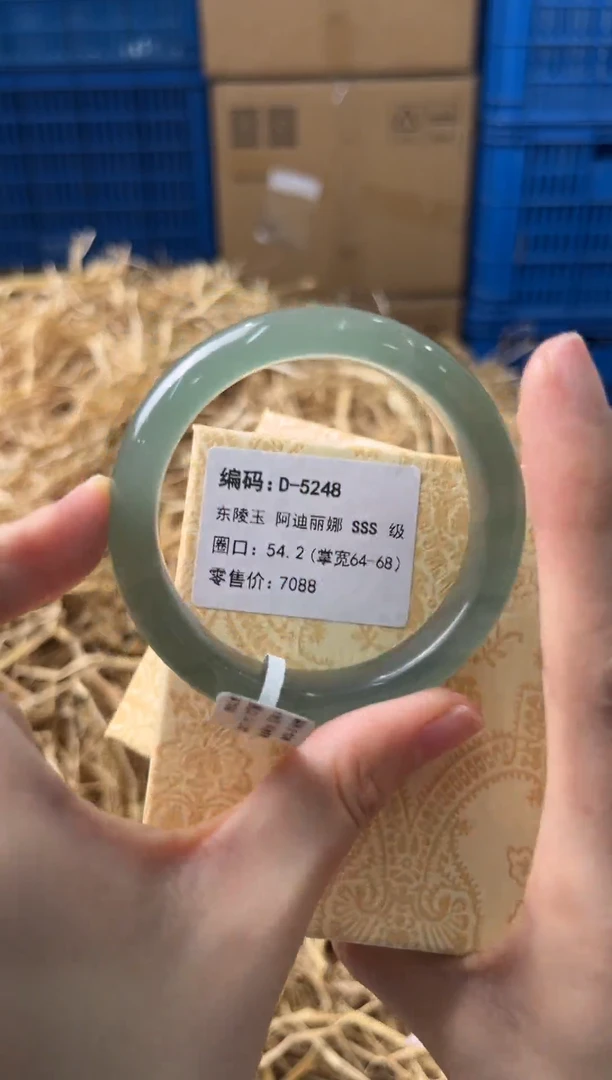 编码：D-5248
东陵玉 阿迪丽娜 SSS 级
圈口：54.2(掌宽64-68)
零售价：7088